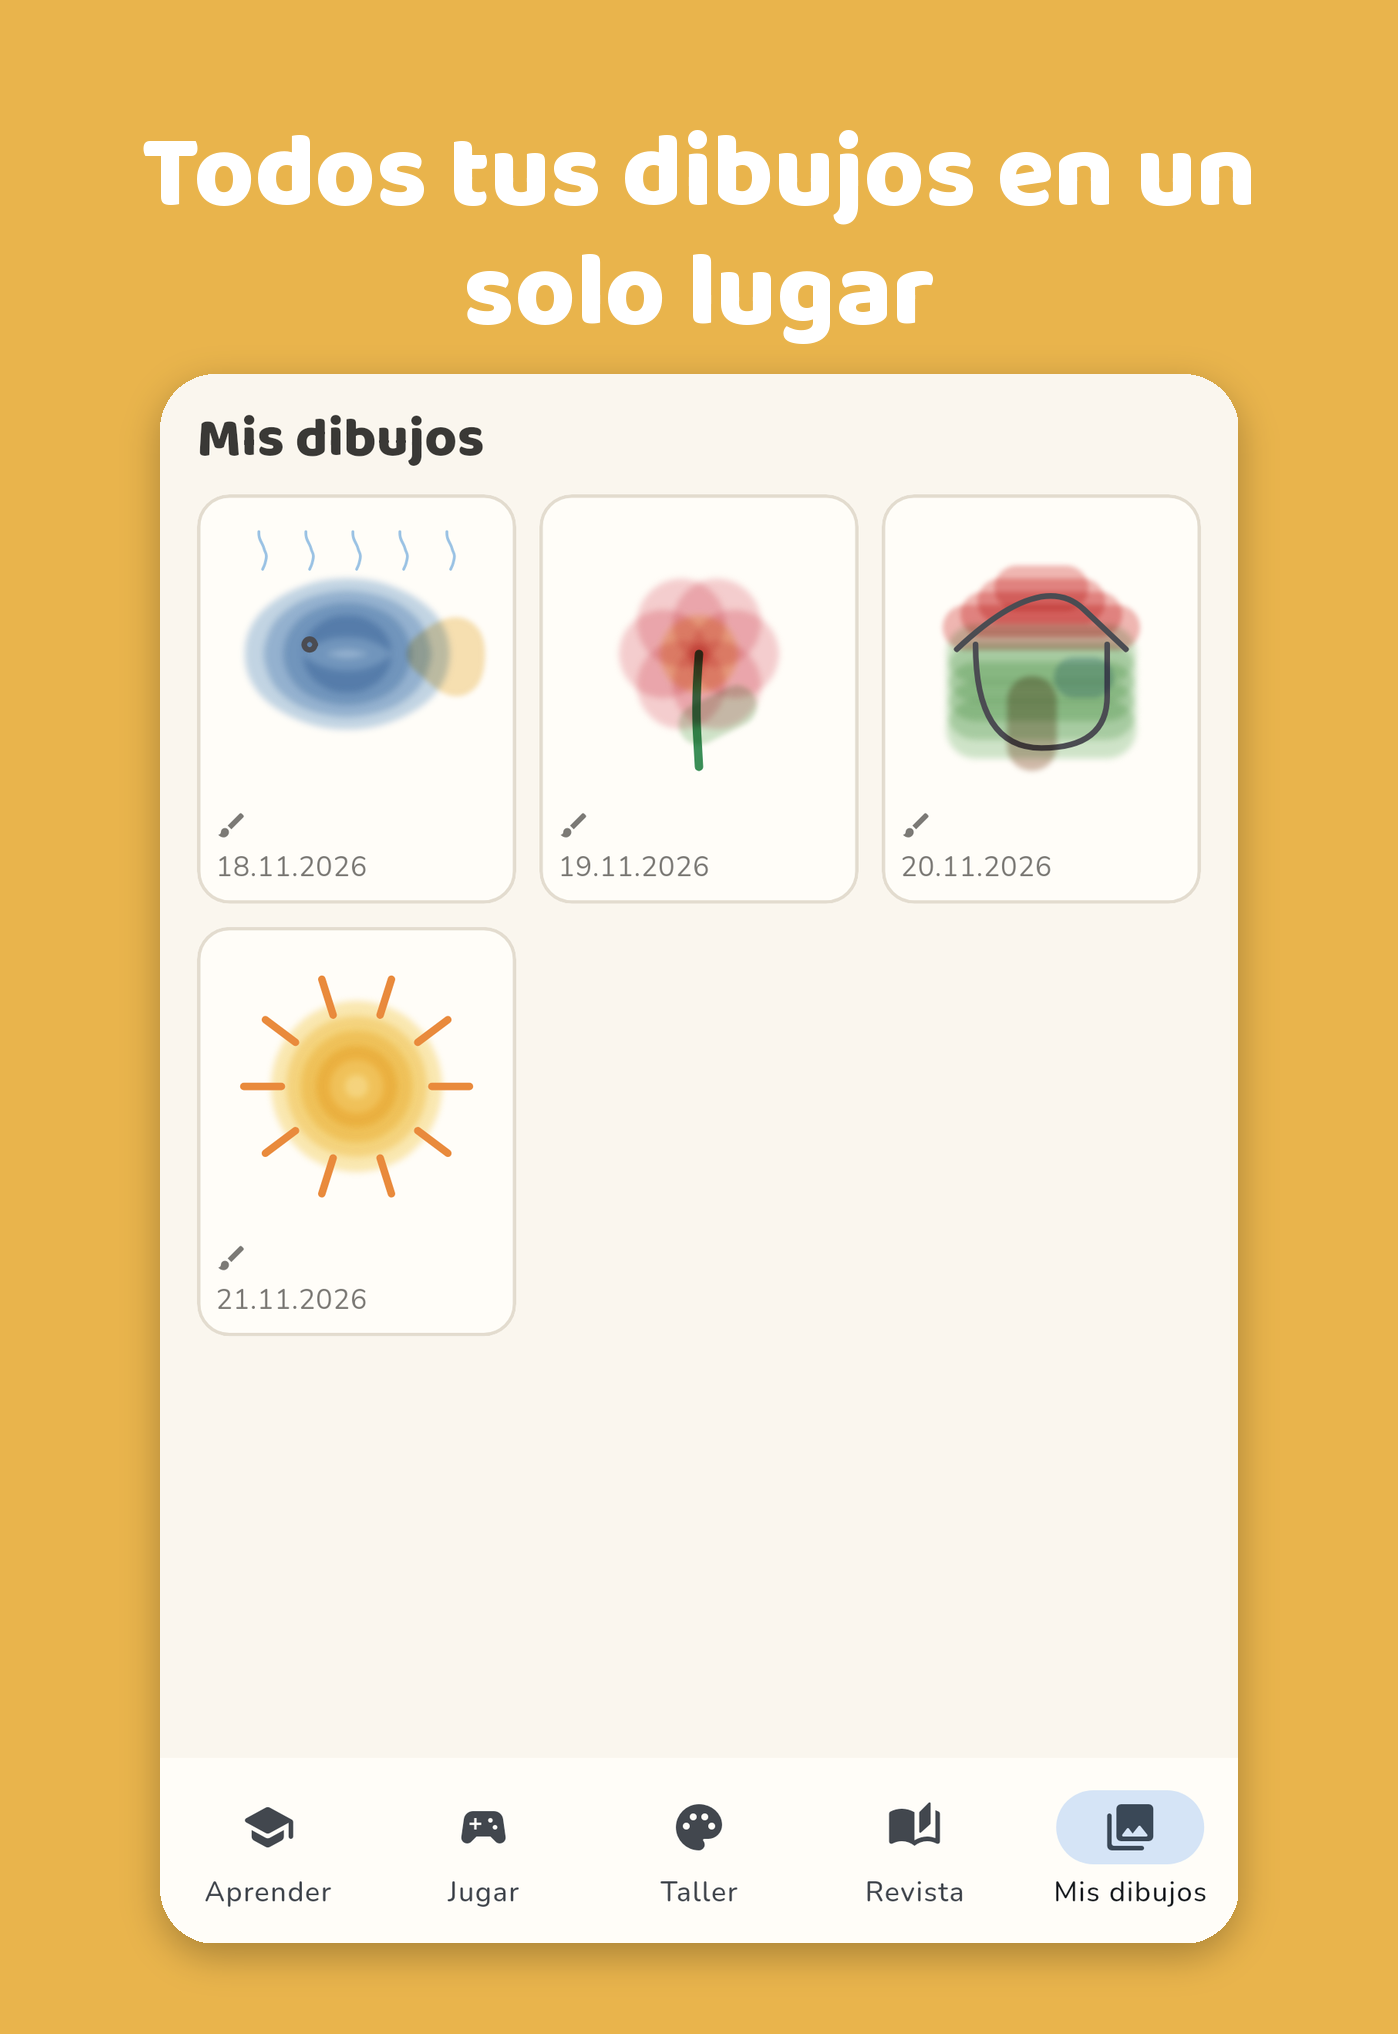 Todos tus dibujos en un
solo lugar
Mis dibujos
18.11.2026
19.11.2026
20.11.2026
21.11.2026
Aprender
Jugar
Taller
Revista
Mis dibujos